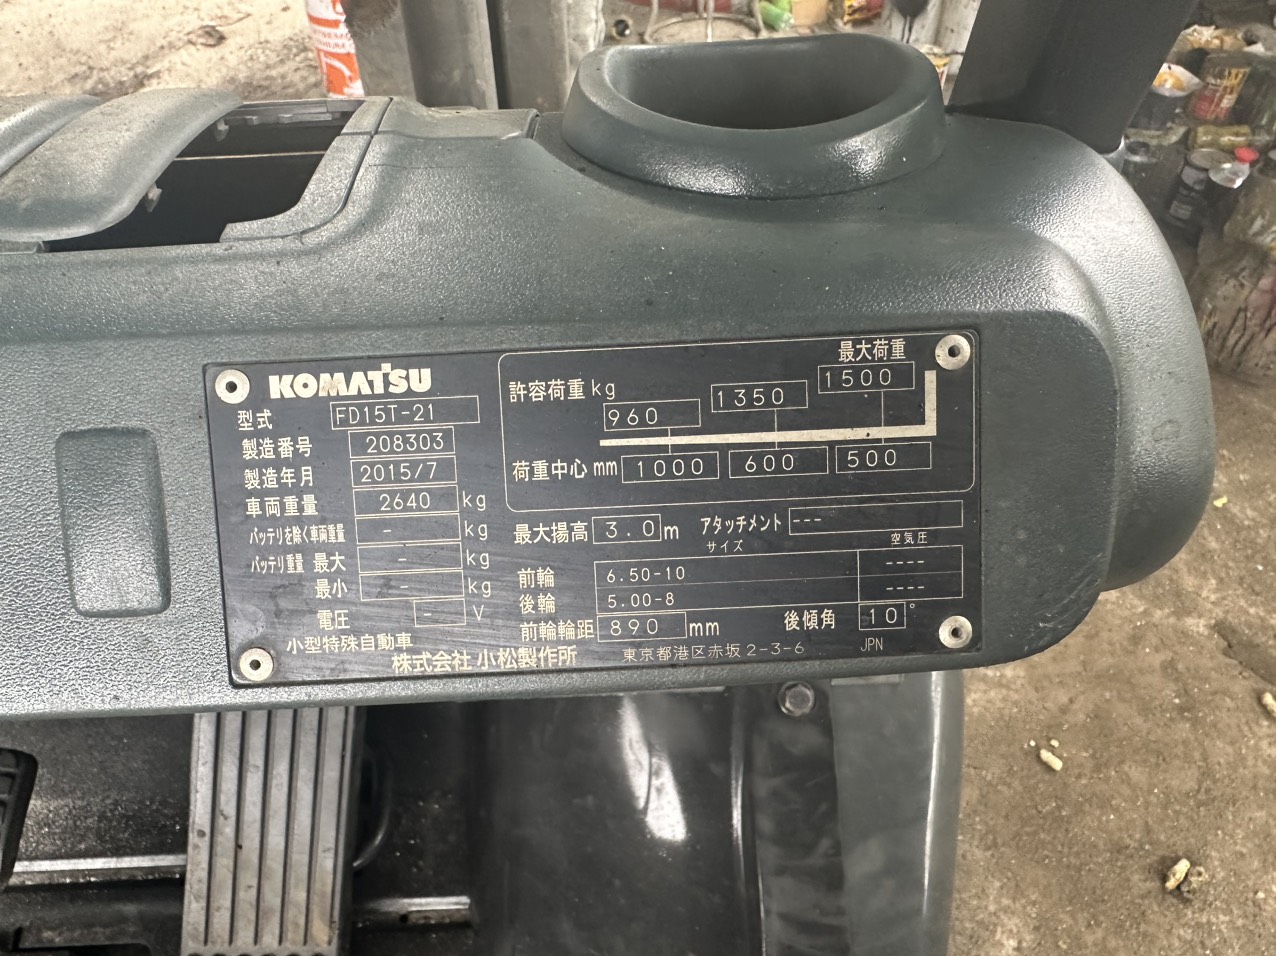 KOMATSU
型式 FD15T-21
製造番号 208303
製造年月 2015/7
車両重量 2640 kg
バッテリを除く車両重量 - kg
バッテリ重量 最大 - kg
最小 - kg
電圧 - V
小型特殊自動車
最大荷重
許容荷重 kg 960 1350 1500
荷重中心 mm 1000 600 500
最大揚高 3.0 m アタッチメント ---
サイズ 空気圧
前輪 6.50-10 ----
後輪 5.00-8 ----
前輪輪距 890 mm 後傾角 10°
株式会社 小松製作所 東京都港区赤坂 2-3-6 JPN